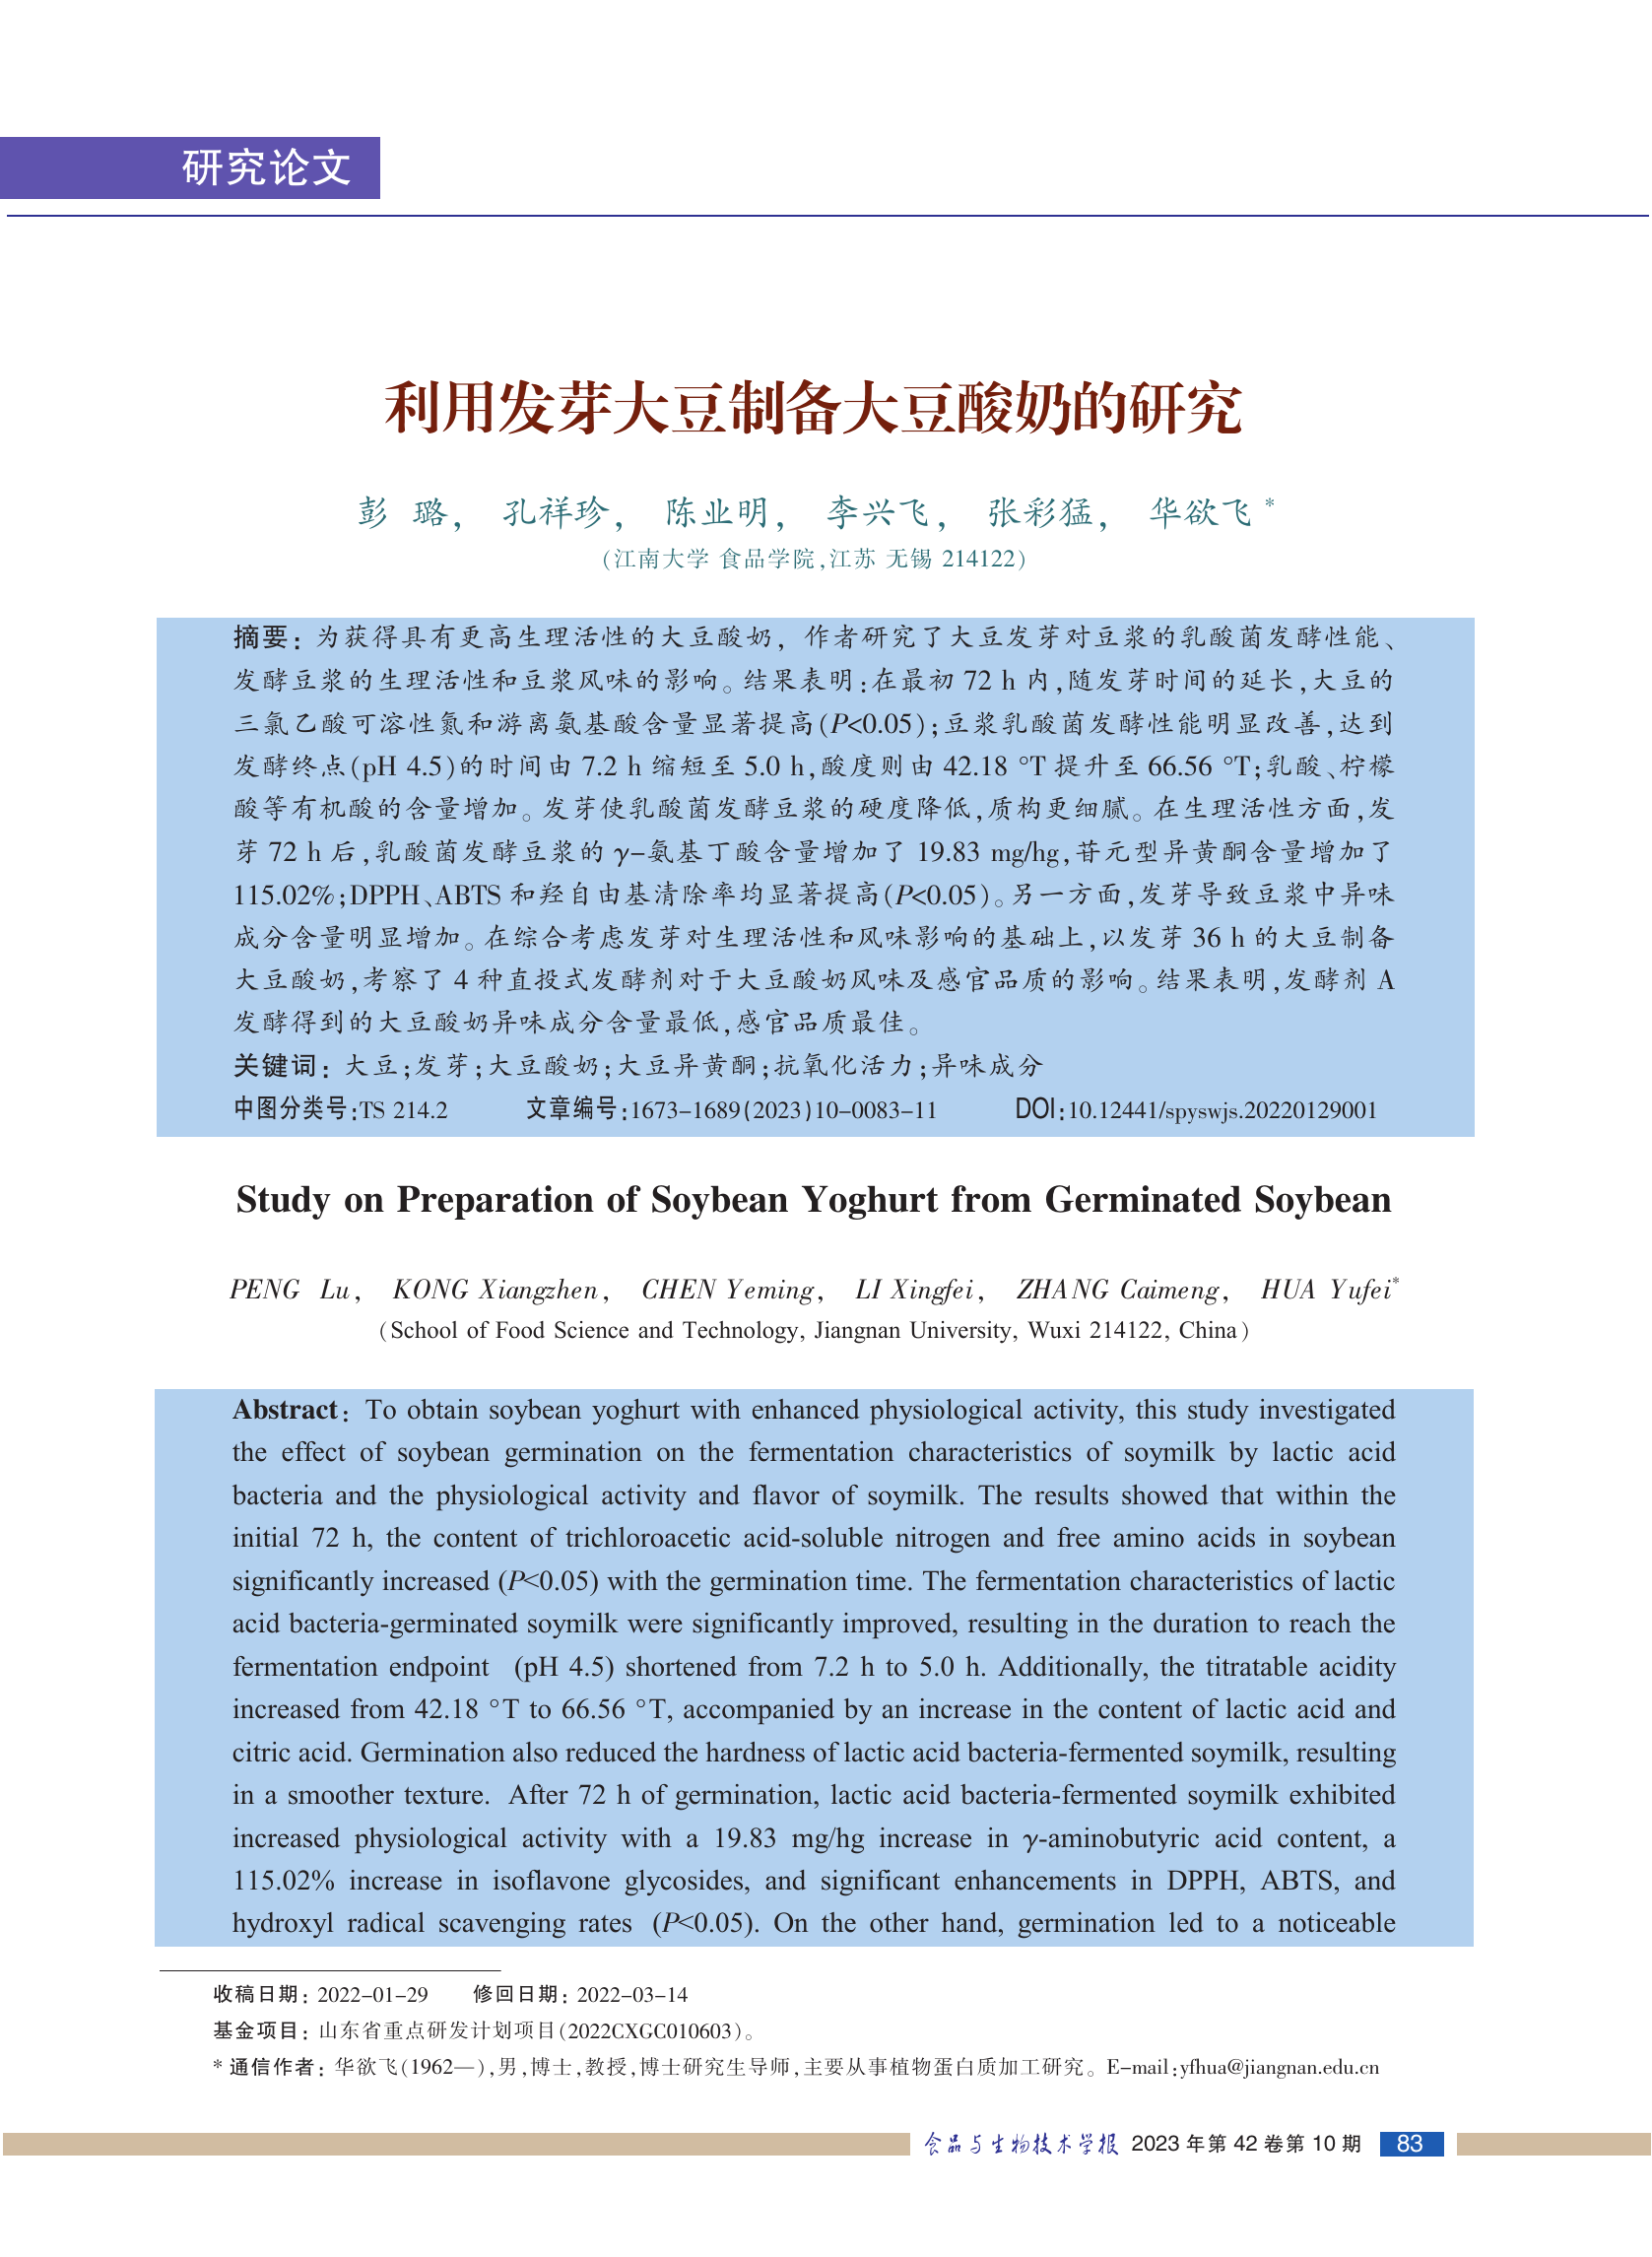 研究论文
利用发芽大豆制备大豆酸奶的研究
彭 璐， 孔祥珍， 陈业明， 李兴飞， 张彩猛， 华欲飞*
（江南大学 食品学院，江苏 无锡 214122）
摘要：为获得具有更高生理活性的大豆酸奶，作者研究了大豆发芽对豆浆的乳酸菌发酵性能、
发酵豆浆的生理活性和豆浆风味的影响。结果表明：在最初 72 h 内，随发芽时间的延长，大豆的
三氯乙酸可溶性氮和游离氨基酸含量显著提高（P<0.05）；豆浆乳酸菌发酵性能明显改善，达到
发酵终点（pH 4.5）的时间由 7.2 h 缩短至 5.0 h，酸度则由 42.18 °T 提升至 66.56 °T；乳酸、柠檬
酸等有机酸的含量增加。发芽使乳酸菌发酵豆浆的硬度降低，质构更细腻。在生理活性方面，发
芽 72 h 后，乳酸菌发酵豆浆的 γ-氨基丁酸含量增加了 19.83 mg/hg，苷元型异黄酮含量增加了
115.02%；DPPH、ABTS 和羟自由基清除率均显著提高（P<0.05）。另一方面，发芽导致豆浆中异味
成分含量明显增加。在综合考虑发芽对生理活性和风味影响的基础上，以发芽 36 h 的大豆制备
大豆酸奶，考察了 4 种直投式发酵剂对于大豆酸奶风味及感官品质的影响。结果表明，发酵剂 A
发酵得到的大豆酸奶异味成分含量最低，感官品质最佳。
关键词：大豆；发芽；大豆酸奶；大豆异黄酮；抗氧化活力；异味成分
中图分类号：TS 214.2 文章编号：1673-1689（2023）10-0083-11 DOI：10.12441/spyswjs.20220129001
Study on Preparation of Soybean Yoghurt from Germinated Soybean
PENG Lu, KONG Xiangzhen, CHEN Yeming, LI Xingfei, ZHANG Caimeng, HUA Yufei*
(School of Food Science and Technology, Jiangnan University, Wuxi 214122, China)
Abstract: To obtain soybean yoghurt with enhanced physiological activity, this study investigated
the effect of soybean germination on the fermentation characteristics of soymilk by lactic acid
bacteria and the physiological activity and flavor of soymilk. The results showed that within the
initial 72 h, the content of trichloroacetic acid-soluble nitrogen and free amino acids in soybean
significantly increased (P<0.05) with the germination time. The fermentation characteristics of lactic
acid bacteria-germinated soymilk were significantly improved, resulting in the duration to reach the
fermentation endpoint (pH 4.5) shortened from 7.2 h to 5.0 h. Additionally, the titratable acidity
increased from 42.18 °T to 66.56 °T, accompanied by an increase in the content of lactic acid and
citric acid. Germination also reduced the hardness of lactic acid bacteria-fermented soymilk, resulting
in a smoother texture. After 72 h of germination, lactic acid bacteria-fermented soymilk exhibited
increased physiological activity with a 19.83 mg/hg increase in γ-aminobutyric acid content, a
115.02% increase in isoflavone glycosides, and significant enhancements in DPPH, ABTS, and
hydroxyl radical scavenging rates (P<0.05). On the other hand, germination led to a noticeable
收稿日期：2022-01-29 修回日期：2022-03-14
基金项目：山东省重点研发计划项目（2022CXGC010603）。
* 通信作者：华欲飞（1962—），男，博士，教授，博士研究生导师，主要从事植物蛋白质加工研究。E-mail：yfhua@jiangnan.edu.cn
食品与生物技术学报 2023 年第 42 卷第 10 期 83